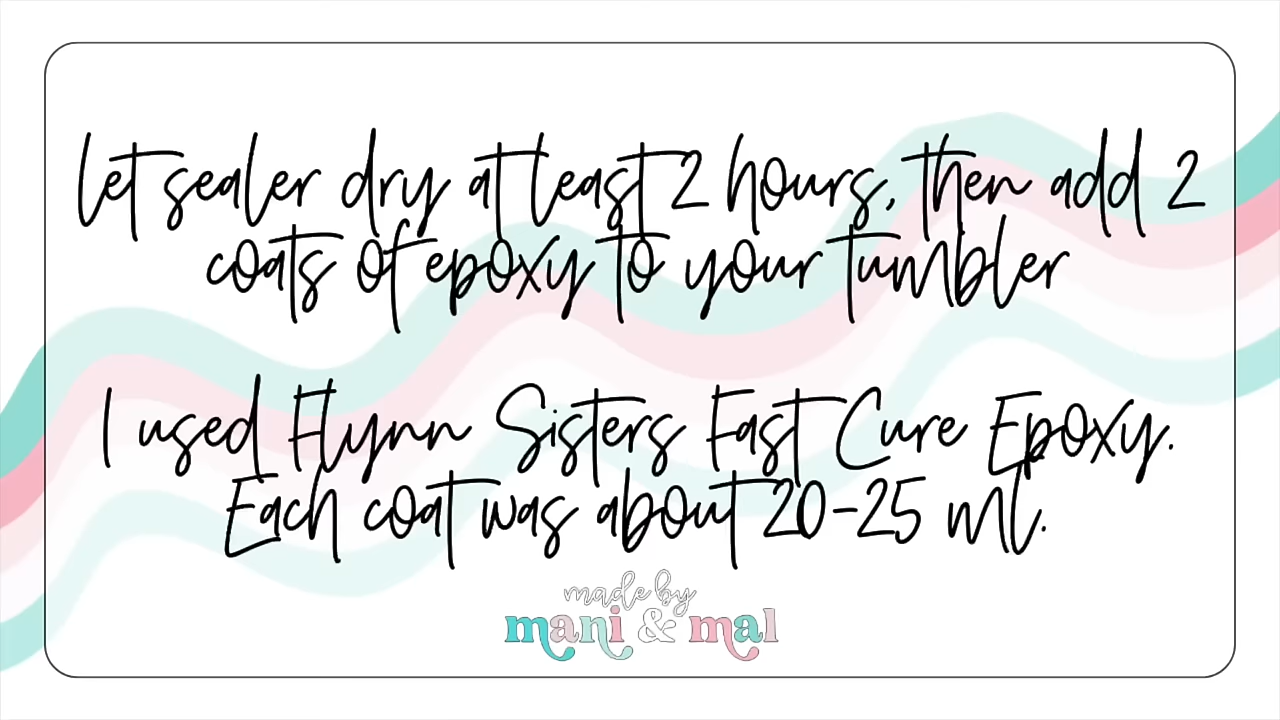 let sealer dry at least 2 hours, then add 2
coats of epoxy to your tumbler
I used Flynn Sisters Fast Cure Epoxy.
Each coat was about 20-25 ml.
made by
mani & mal